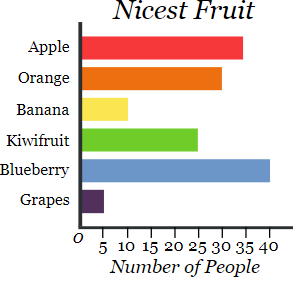 Nicest Fruit
Apple
Orange
Banana
Kiwifruit
Blueberry
Grapes
0 5 10 15 20 25 30 35 40
Number of People